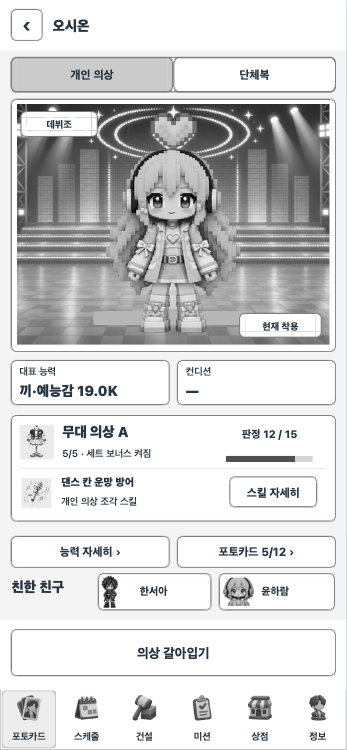 오시온
개인 의상
단체복
데뷔조
현재 착용
대표 능력
끼·예능감 19.0K
컨디션
—
무대 의상 A
5/5 · 세트 보너스 켜짐
판정 12 / 15
댄스 칸 운망 방어
개인 의상 조각 스킬
스킬 자세히
능력 자세히 ›
포토카드 5/12 ›
친한 친구
한서아
윤하람
의상 갈아입기
포토카드
스케줄
건설
미션
상점
정보